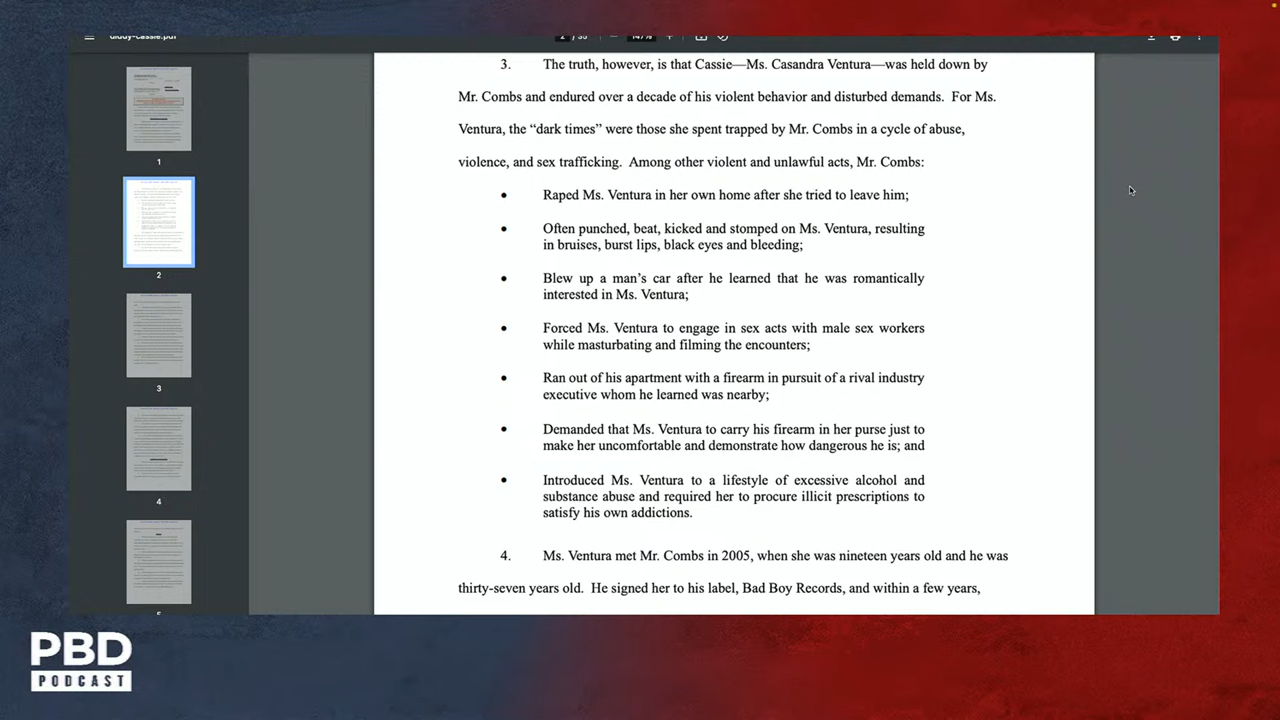 diddy-cassie.pdf
2 / 35
147%
3. The truth, however, is that Cassie—Ms. Casandra Ventura—was held down by
Mr. Combs and endured over a decade of his violent behavior and disturbed demands. For Ms.
Ventura, the “dark times” were those she spent trapped by Mr. Combs in a cycle of abuse,
violence, and sex trafficking. Among other violent and unlawful acts, Mr. Combs:
Raped Ms. Ventura in her own home after she tried to leave him;
• Often punched, beat, kicked and stomped on Ms. Ventura, resulting
in bruises, burst lips, black eyes and bleeding;
• Blew up a man’s car after he learned that he was romantically
interested in Ms. Ventura;
• Forced Ms. Ventura to engage in sex acts with male sex workers
while masturbating and filming the encounters;
• Ran out of his apartment with a firearm in pursuit of a rival industry
executive whom he learned was nearby;
• Demanded that Ms. Ventura to carry his firearm in her purse just to
make her uncomfortable and demonstrate how dangerous he is; and
• Introduced Ms. Ventura to a lifestyle of excessive alcohol and
substance abuse and required her to procure illicit prescriptions to
satisfy his own addictions.
4. Ms. Ventura met Mr. Combs in 2005, when she was nineteen years old and he was
thirty-seven years old. He signed her to his label, Bad Boy Records, and within a few years,
1
2
3
4
PBD
PODCAST